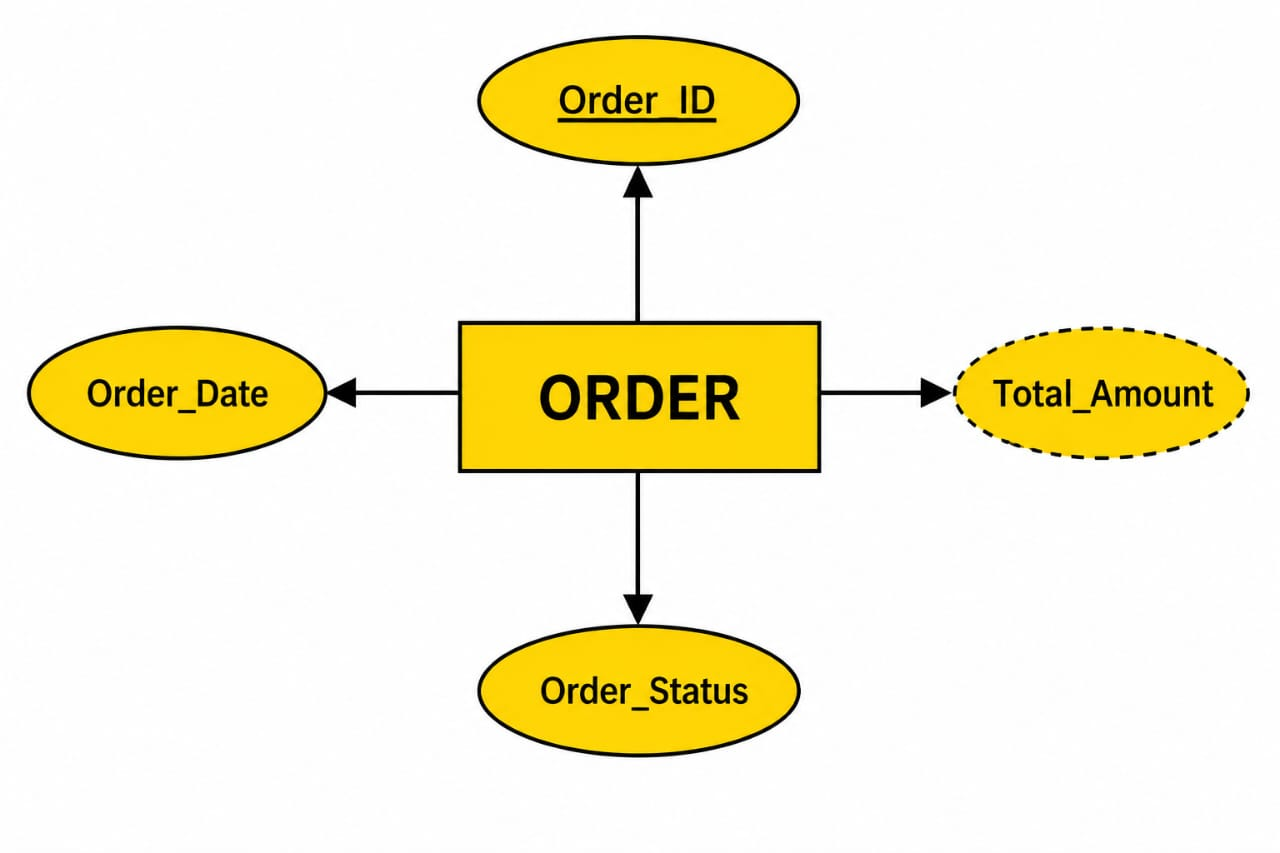 Order_ID
Order_Date
ORDER
Total_Amount
Order_Status